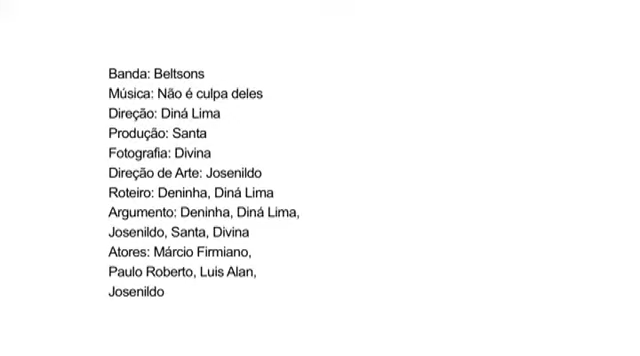 Banda: Beltsons
Música: Não é culpa deles
Direção: Diná Lima
Produção: Santa
Fotografia: Divina
Direção de Arte: Josenildo
Roteiro: Deninha, Diná Lima
Argumento: Deninha, Diná Lima,
Josenildo, Santa, Divina
Atores: Márcio Firmiano,
Paulo Roberto, Luis Alan,
Josenildo